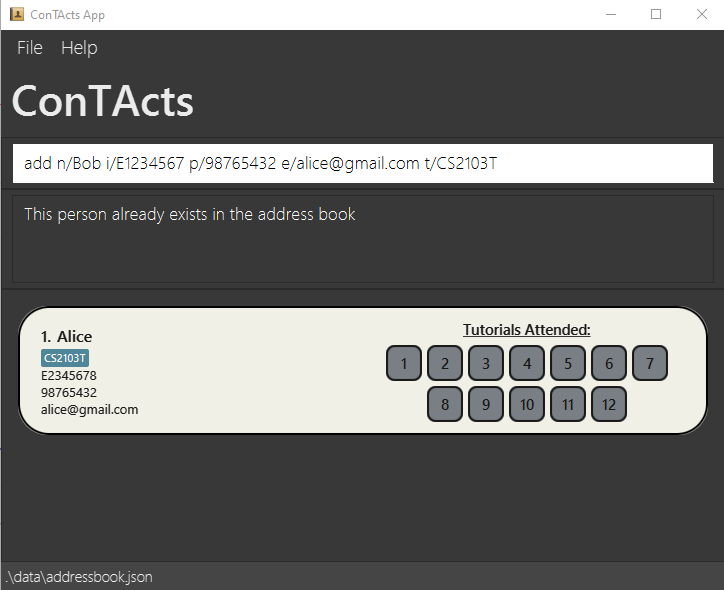 ConTActs App
File Help
ConTActs
add n/Bob i/E1234567 p/98765432 e/alice@gmail.com t/CS2103T
This person already exists in the address book
1. Alice
CS2103T
E2345678
98765432
alice@gmail.com
Tutorials Attended:
1 2 3 4 5 6 7
8 9 10 11 12
.\data\addressbook.json